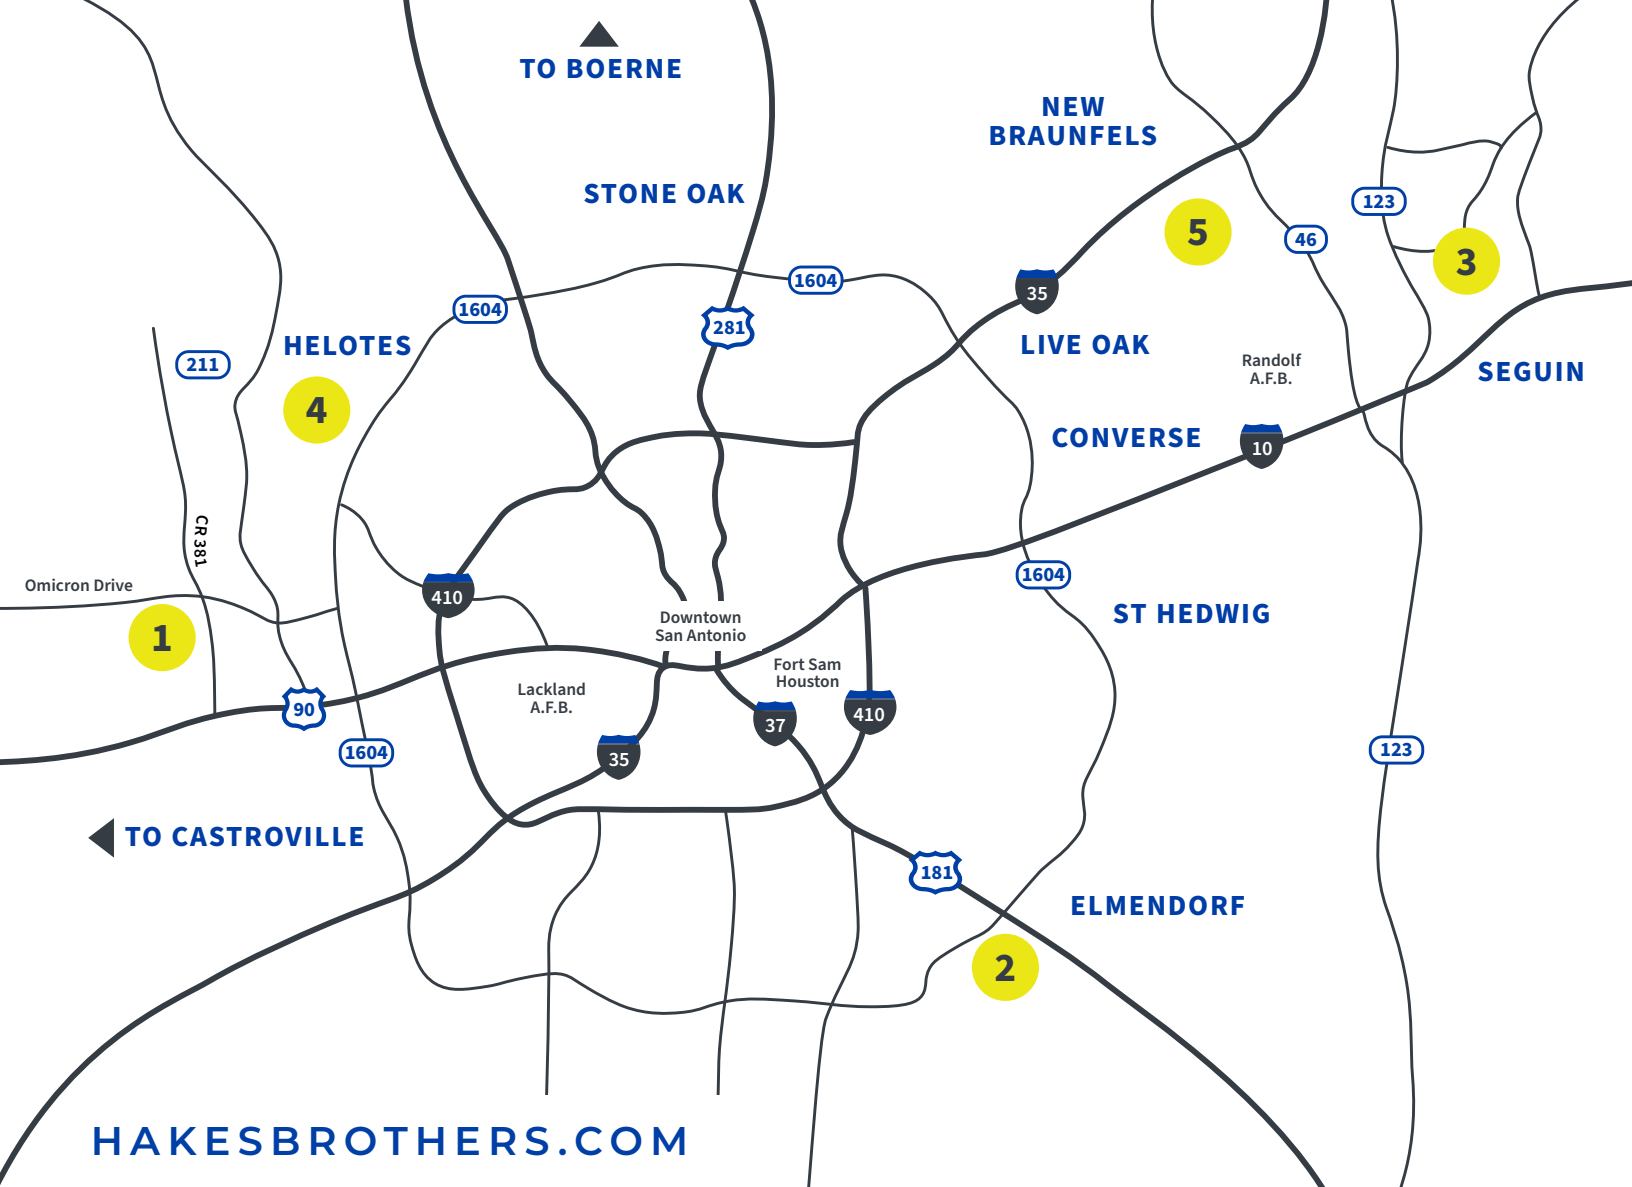 TO BOERNE
NEW
BRAUNFELS
STONE OAK
123
5
46
3
1604
1604
35
281
HELOTES
LIVE OAK
211
Randolf
A.F.B.
SEGUIN
4
CONVERSE
10
CR 381
1604
Omicron Drive
410
ST HEDWIG
Downtown
San Antonio
1
Fort Sam
Houston
Lackland
A.F.B.
90
410
37
1604
35
123
TO CASTROVILLE
181
ELMENDORF
2
HAKESBROTHERS.COM